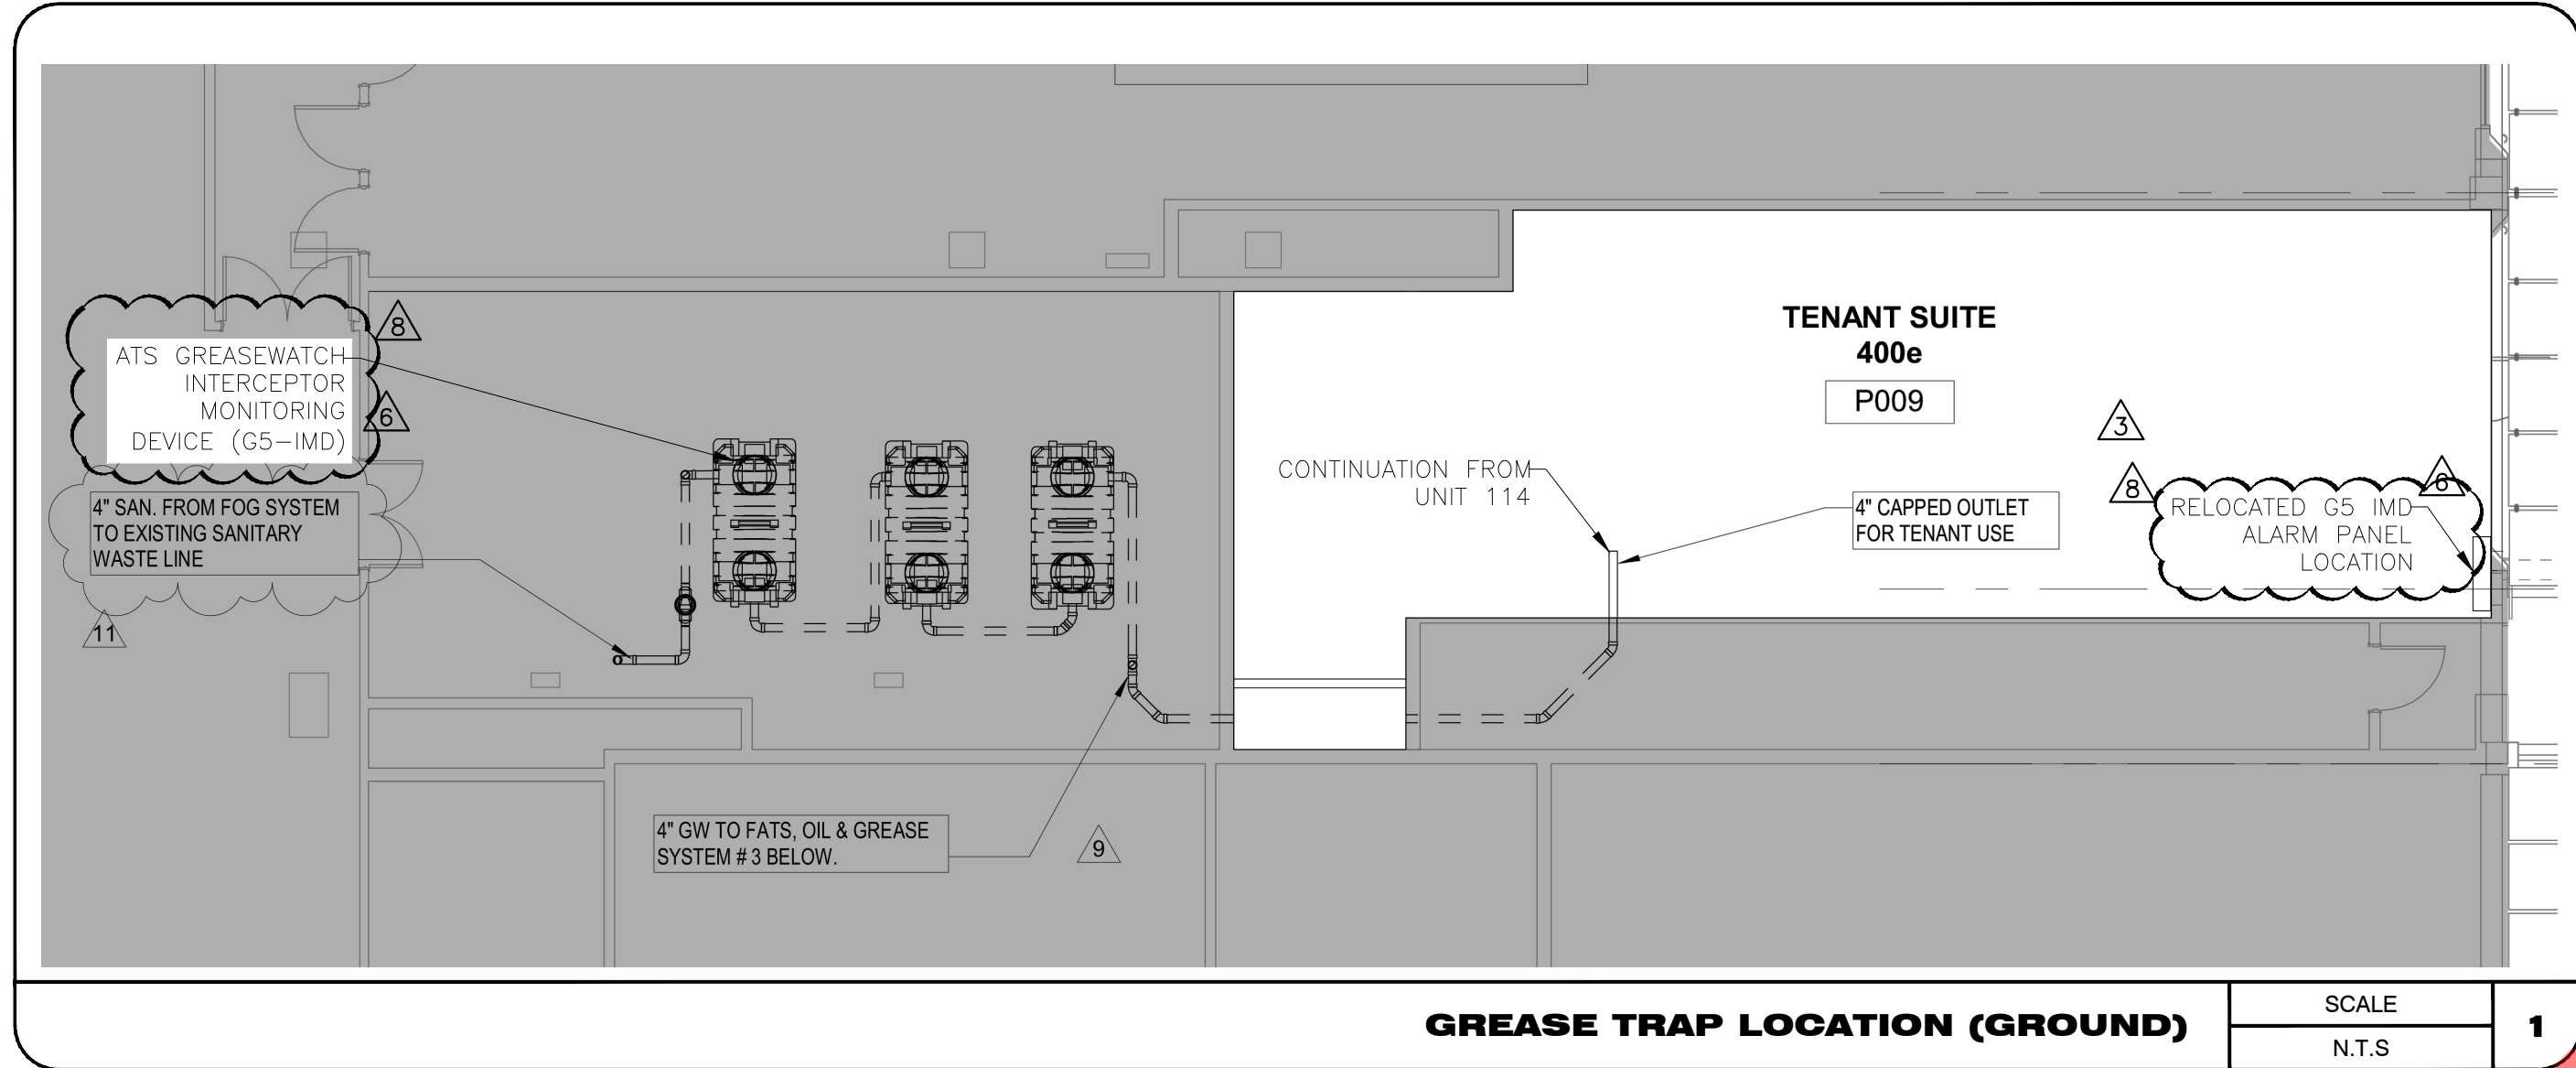 TENANT SUITE
400e
P009
8
ATS GREASEWATCH
INTERCEPTOR
MONITORING
DEVICE (G5-IMD)
6
4" SAN. FROM FOG SYSTEM
TO EXISTING SANITARY
WASTE LINE
11
CONTINUATION FROM
UNIT 114
4" CAPPED OUTLET
FOR TENANT USE
3
8
6
RELOCATED G5 IMD
ALARM PANEL
LOCATION
4" GW TO FATS, OIL & GREASE
SYSTEM # 3 BELOW.
9
GREASE TRAP LOCATION (GROUND)
SCALE
N.T.S
1